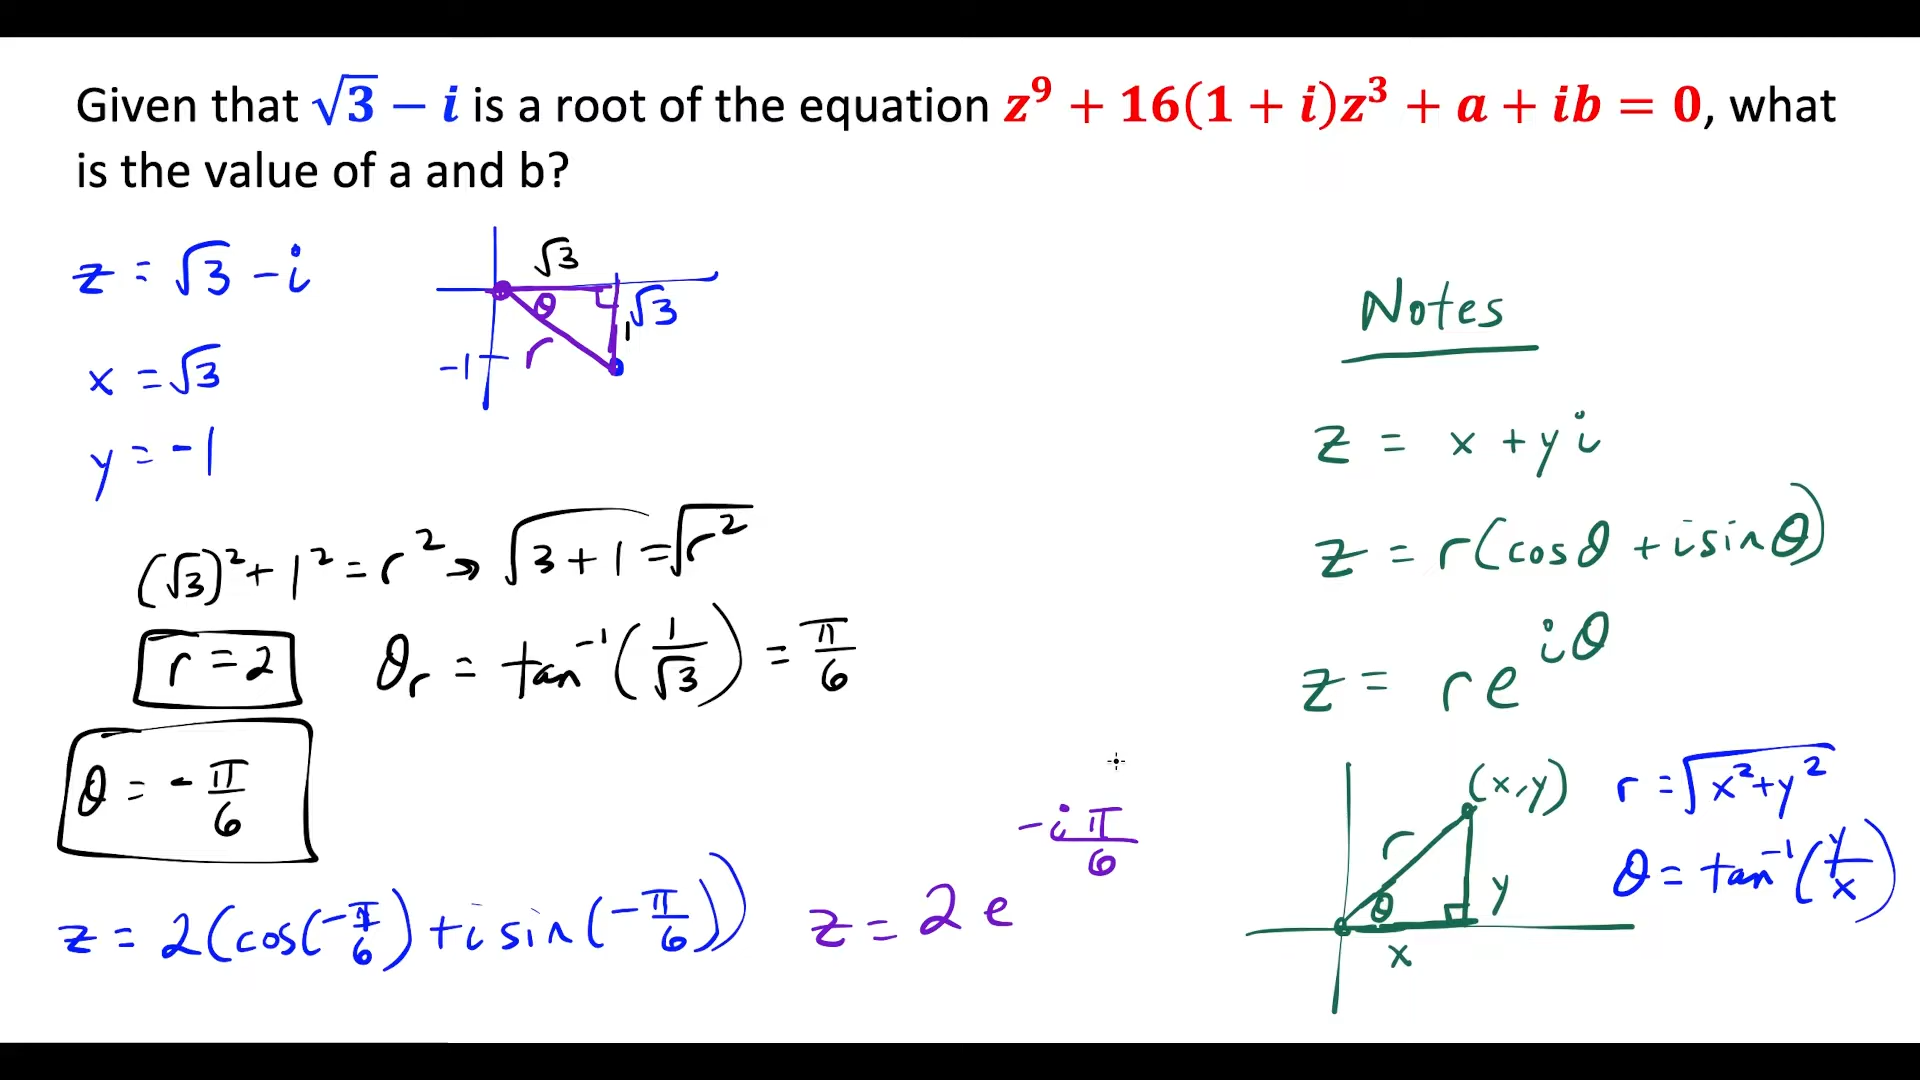 Given that √3 − i is a root of the equation z⁹ + 16(1 + i)z³ + a + ib = 0, what
is the value of a and b?
z = √3 - i
x = √3
y = -1
√3
θ
√3
1
r
-1
(√3)² + 1² = r² → √(3 + 1) = √(r²)
r = 2
θᵣ = tan⁻¹(1/√3) = π/6
θ = -π/6
z = 2(cos(-π/6) + i sin(-π/6))
z = 2e^(-iπ/6)
Notes
z = x + yi
z = r(cosθ + isinθ)
z = re^(iθ)
(x,y)
r
θ
y
x
r = √(x² + y²)
θ = tan⁻¹(y/x)